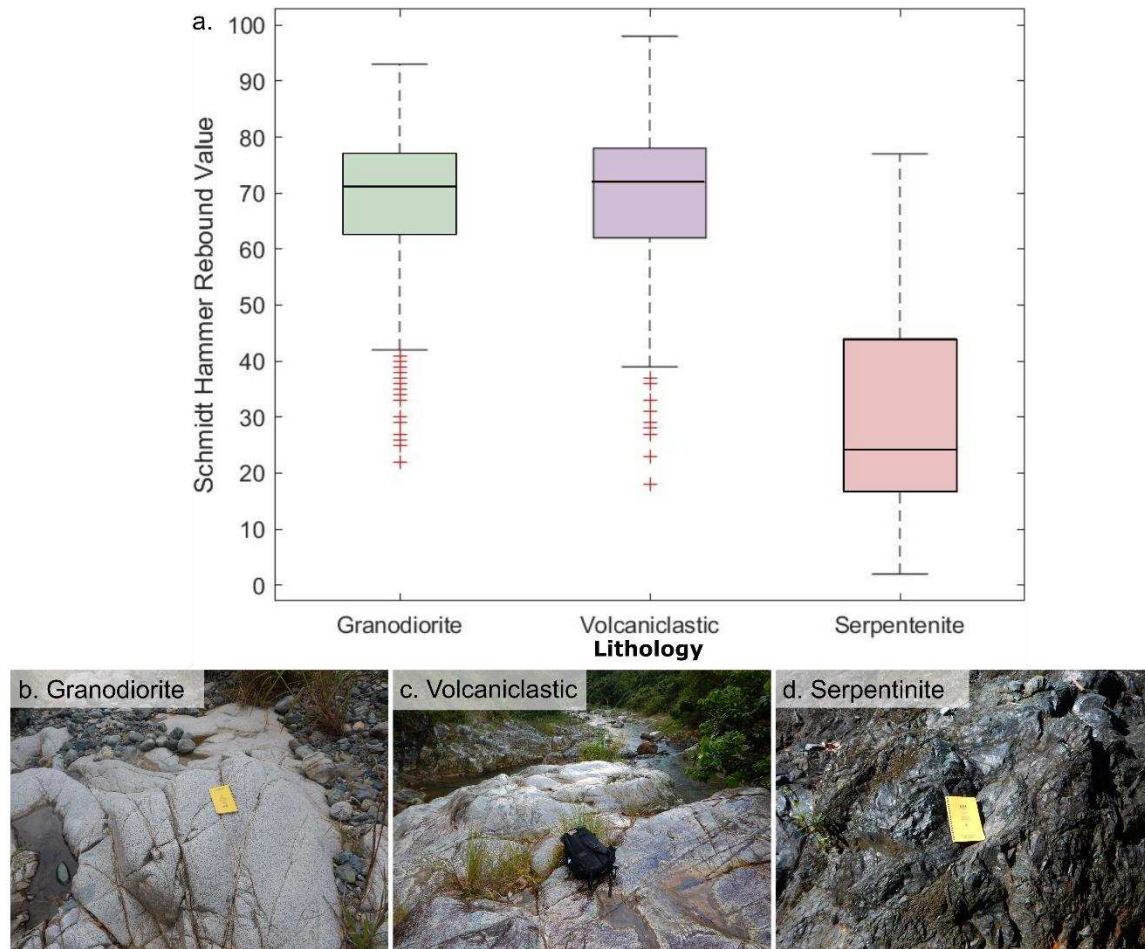 a.
Schmidt Hammer Rebound Value
100
90
80
70
60
50
40
30
20
10
0
Granodiorite
Volcaniclastic
Serpentenite
Lithology
b. Granodiorite
c. Volcaniclastic
d. Serpentinite